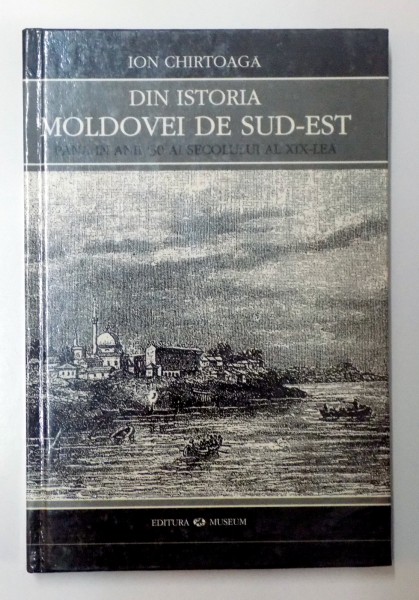 ION CHIRTOAGA
DIN ISTORIA
MOLDOVEI DE SUD-EST
PÂNĂ ÎN ANII '30 AI SECOLULUI AL XIX-LEA
EDITURA MUSEUM